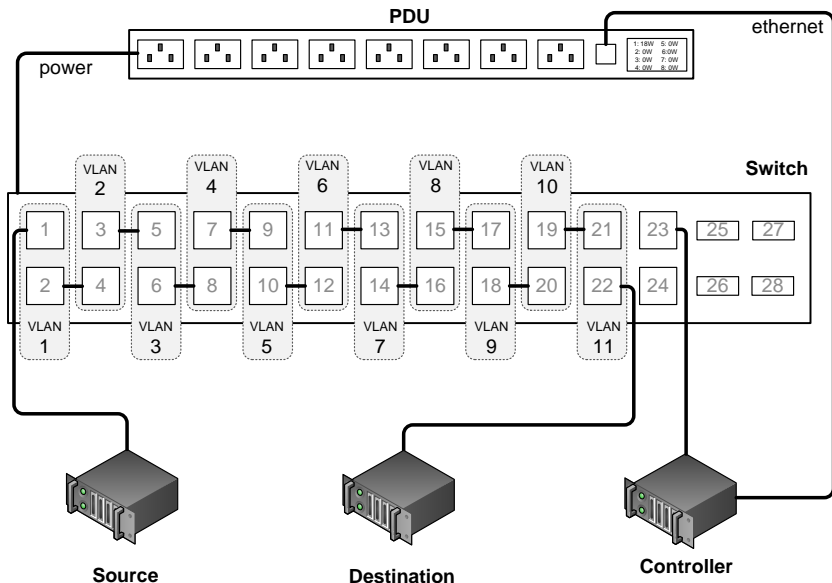 PDU
ethernet
power
1: 18W 5: 0W
2: 0W 6:0W
3: 0W 7: 0W
4: 0W 8: 0W
Switch
VLAN 2
VLAN 4
VLAN 6
VLAN 8
VLAN 10
1 3 5 7 9 11 13 15 17 19 21 23 25 27
2 4 6 8 10 12 14 16 18 20 22 24 26 28
VLAN 1
VLAN 3
VLAN 5
VLAN 7
VLAN 9
VLAN 11
Source
Destination
Controller